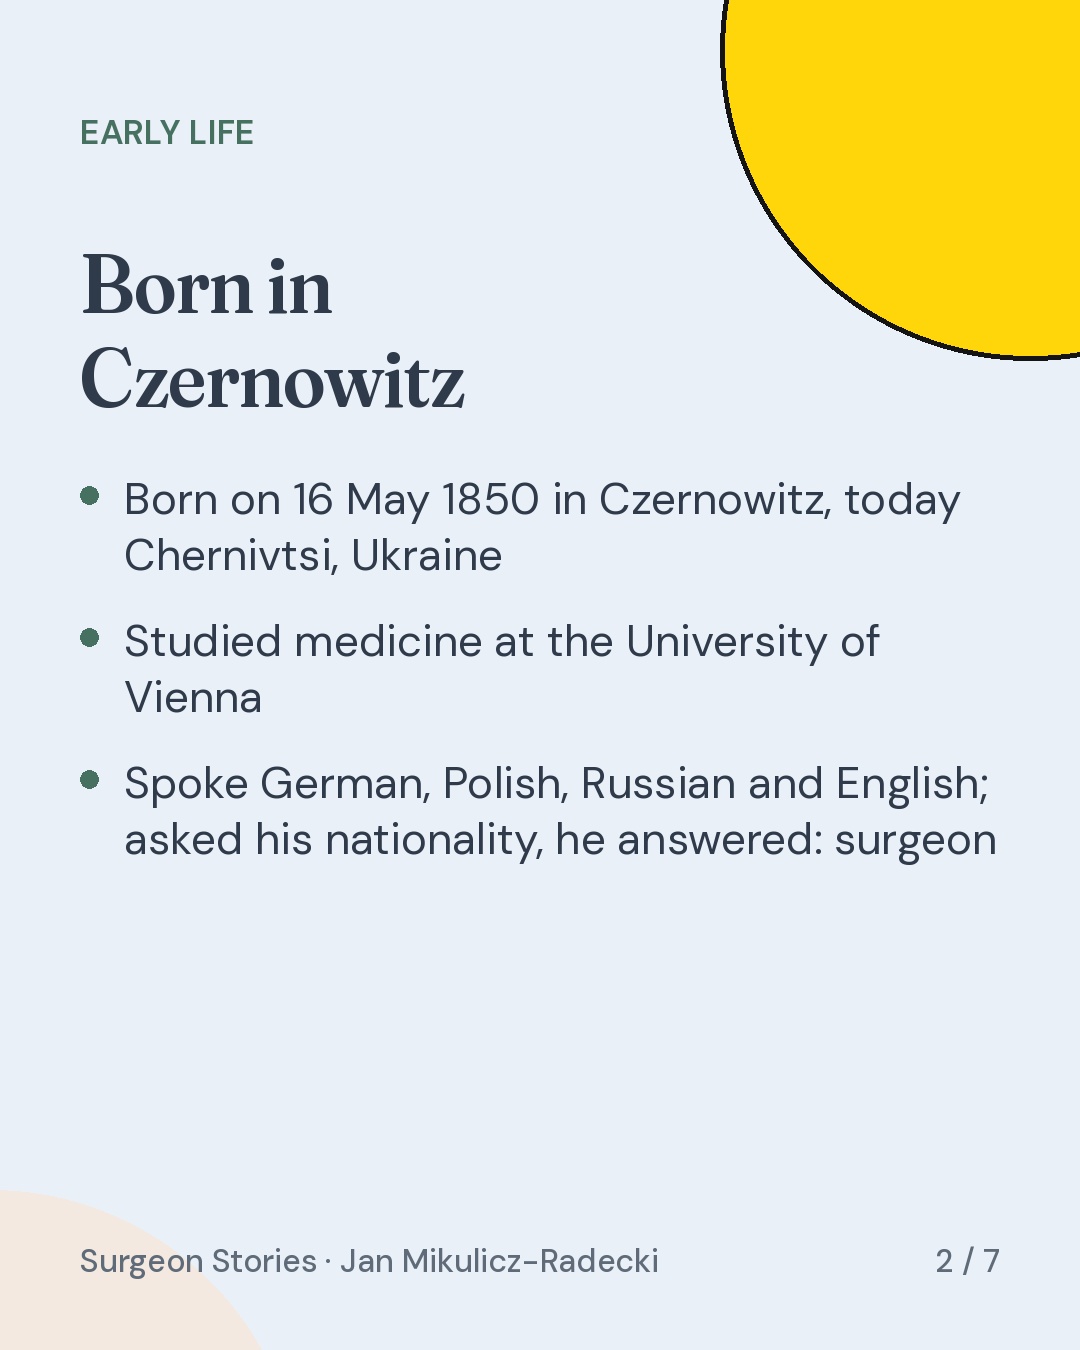 EARLY LIFE
Born in
Czernowitz
Born on 16 May 1850 in Czernowitz, today
Chernivtsi, Ukraine
Studied medicine at the University of
Vienna
Spoke German, Polish, Russian and English;
asked his nationality, he answered: surgeon
Surgeon Stories · Jan Mikulicz-Radecki
2 / 7